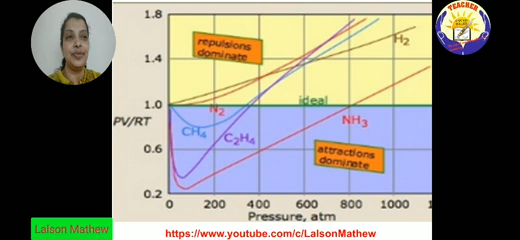 TEACHER
1.8
1.4
1.0
0.6
0.2
PV/RT
repulsions
dominate
H2
ideal
N2
CH4
C2H4
NH3
attractions
dominate
0
200
400
600
800
1000
Pressure, atm
Lalson Mathew
https://www.youtube.com/c/LalsonMathew